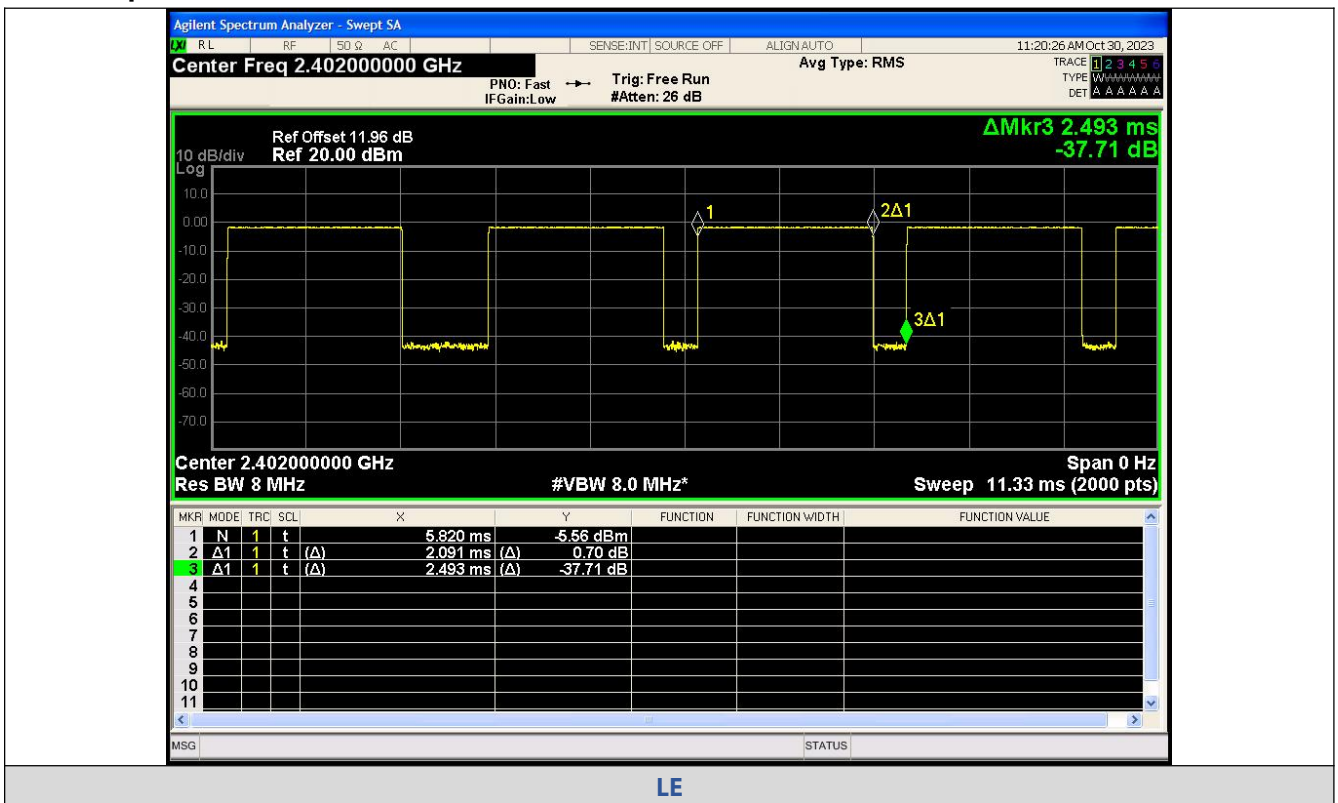 Agilent Spectrum Analyzer - Swept SA
LXI RL RF 50 Ω AC SENSE:INT SOURCE OFF ALIGN AUTO 11:20:26 AM Oct 30, 2023
Center Freq 2.402000000 GHz Avg Type: RMS TRACE 1 2 3 4 5 6
PNO: Fast Trig: Free Run TYPE
IFGain:Low #Atten: 26 dB DET A A A A A A
ΔMkr3 2.493 ms
Ref Offset 11.96 dB
10 dB/div Ref 20.00 dBm -37.71 dB
Log
10.0
1
2Δ1
0.00
-10.0
-20.0
-30.0
3Δ1
-40.0
-50.0
-60.0
-70.0
Center 2.402000000 GHz Span 0 Hz
Res BW 8 MHz #VBW 8.0 MHz* Sweep 11.33 ms (2000 pts)
MKR MODE TRC SCL X Y FUNCTION FUNCTION WIDTH FUNCTION VALUE
1 N 1 t 5.820 ms -5.56 dBm
2 Δ1 1 t (Δ) 2.091 ms (Δ) 0.70 dB
3 Δ1 1 t (Δ) 2.493 ms (Δ) -37.71 dB
4
5
6
7
8
9
10
11
MSG STATUS
LE